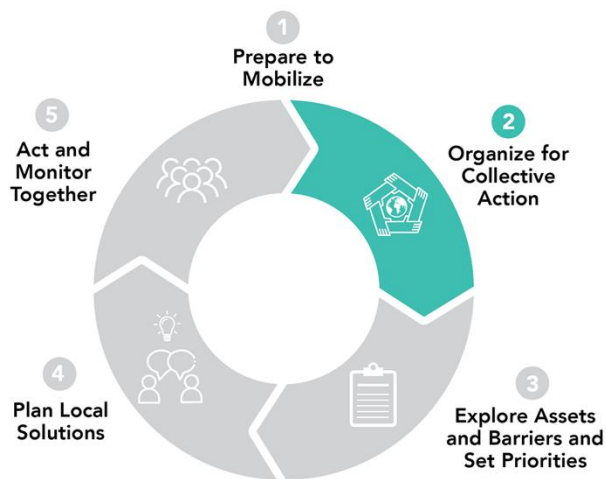 1
Prepare to
Mobilize
2
Organize for
Collective
Action
3
Explore Assets
and Barriers and
Set Priorities
4
Plan Local
Solutions
5
Act and
Monitor
Together